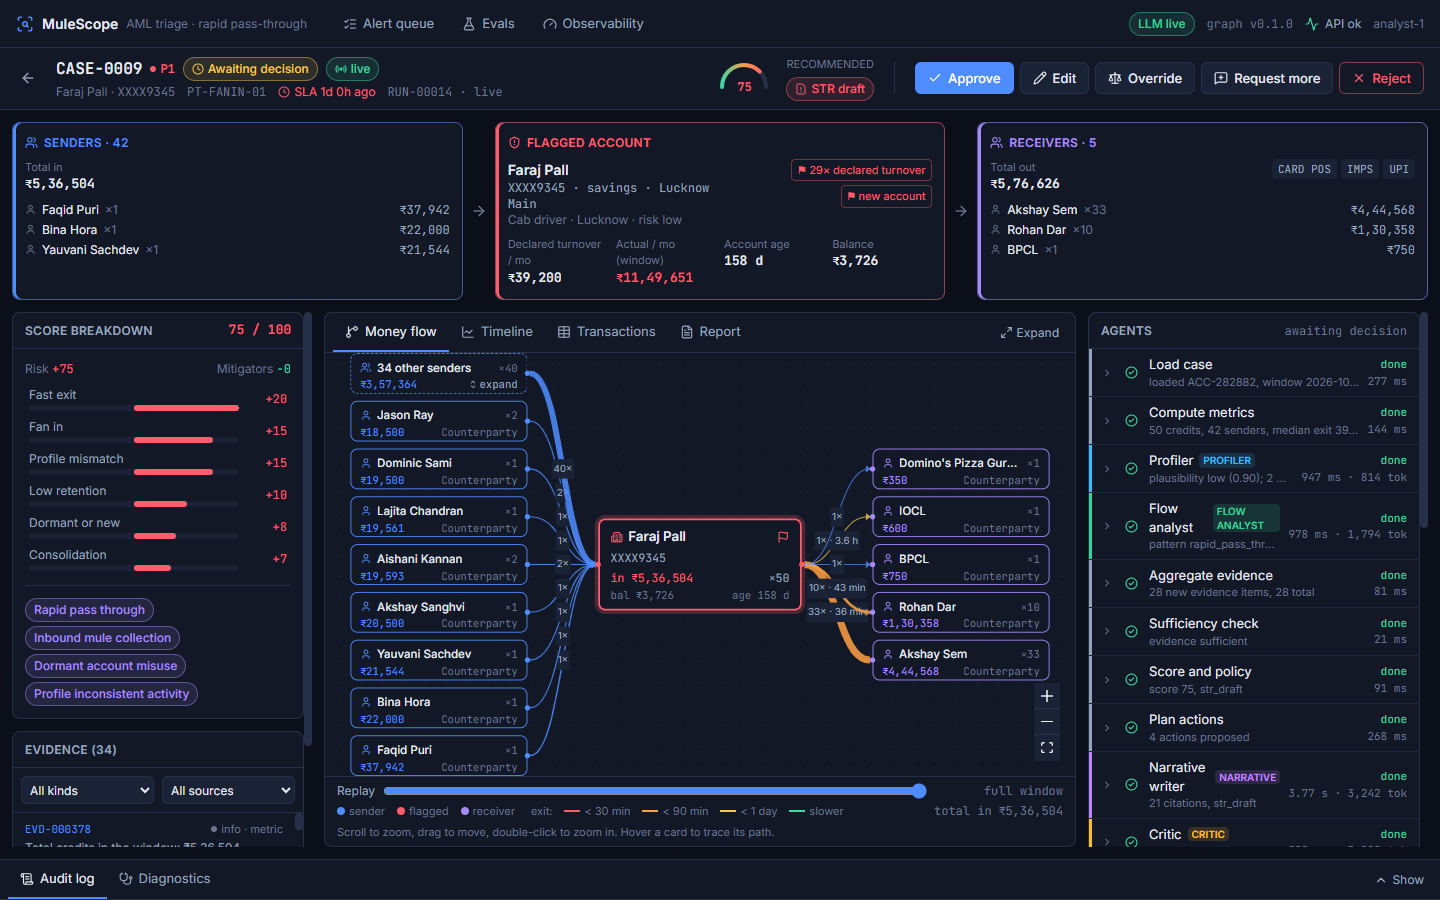 MuleScope AML triage · rapid pass-through Alert queue Evals Observability LLM live graph v0.1.0 API ok analyst-1
CASE-0009 P1 Awaiting decision live
Faraj Pall · XXXX9345 PT-FANIN-01 SLA 1d 0h ago RUN-00014 · live
75
RECOMMENDED
STR draft
Approve Edit Override Request more Reject
SENDERS · 42
Total in
₹5,36,504
Faqid Puri ×1 ₹37,942
Bina Hora ×1 ₹22,000
Yauvani Sachdev ×1 ₹21,544
FLAGGED ACCOUNT
Faraj Pall
XXXX9345 · savings · Lucknow
Main
Cab driver · Lucknow · risk low
29× declared turnover
new account
Declared turnover
/ mo
₹39,200
Actual / mo
(window)
₹11,49,651
Account age
158 d
Balance
₹3,726
RECEIVERS · 5
Total out
₹5,76,626
CARD POS IMPS UPI
Akshay Sem ×33 ₹4,44,568
Rohan Dar ×10 ₹1,30,358
BPCL ×1 ₹750
SCORE BREAKDOWN 75 / 100
Risk +75 Mitigators -0
Fast exit +20
Fan in +15
Profile mismatch +15
Low retention +10
Dormant or new +8
Consolidation +7
Rapid pass through
Inbound mule collection
Dormant account misuse
Profile inconsistent activity
EVIDENCE (34)
All kinds All sources
EVD-000378 info · metric
Total credits in the window: ₹5,36,504
Money flow Timeline Transactions Report Expand
34 other senders ×40
₹3,57,364 expand
Jason Ray ×2
₹18,500 Counterparty
Dominic Sami ×1
₹19,500 Counterparty
Lajita Chandran ×1
₹19,561 Counterparty
Aishani Kannan ×2
₹19,593 Counterparty
Akshay Sanghvi ×1
₹20,500 Counterparty
Yauvani Sachdev ×1
₹21,544 Counterparty
Bina Hora ×1
₹22,000 Counterparty
Faqid Puri ×1
₹37,942 Counterparty
40×
2×
1×
1×
2×
1×
1×
1×
1×
Faraj Pall
XXXX9345
in ₹5,36,504 ×50
bal ₹3,726 age 158 d
1×
1× · 3.6 h
1×
10× · 43 min
33× · 36 min
Domino's Pizza Gur... ×1
₹350 Counterparty
IOCL ×1
₹600 Counterparty
BPCL ×1
₹750 Counterparty
Rohan Dar ×10
₹1,30,358 Counterparty
Akshay Sem ×33
₹4,44,568 Counterparty
Replay full window
sender flagged receiver exit: < 30 min < 90 min < 1 day slower total in ₹5,36,504
Scroll to zoom, drag to move, double-click to zoom in. Hover a card to trace its path.
AGENTS awaiting decision
Load case done
loaded ACC-282882, window 2026-10... 277 ms
Compute metrics done
50 credits, 42 senders, median exit 39... 144 ms
Profiler PROFILER done
plausibility low (0.90); 2 ... 947 ms · 814 tok
Flow
analyst
FLOW
ANALYST
done
pattern rapid_pass_thr... 978 ms · 1,794 tok
Aggregate evidence done
28 new evidence items, 28 total 81 ms
Sufficiency check done
evidence sufficient 21 ms
Score and policy done
score 75, str_draft 91 ms
Plan actions done
4 actions proposed 268 ms
Narrative
writer
NARRATIVE done
21 citations, str_draft 3.77 s · 3,242 tok
Critic CRITIC done
Audit log Diagnostics Show